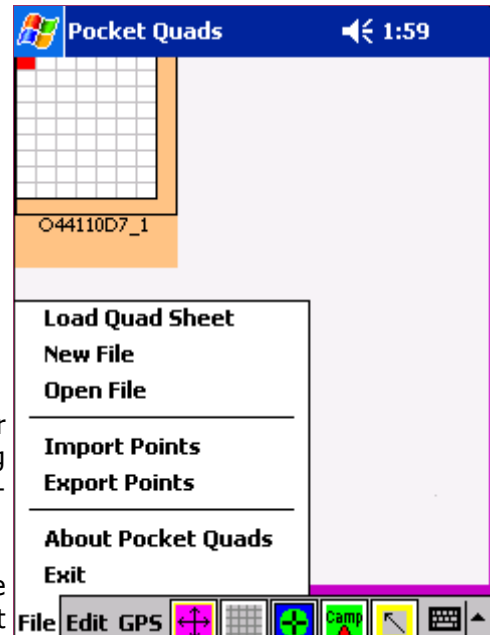 Pocket Quads 1:59
O44110D7_1
Load Quad Sheet
New File
Open File
Import Points
Export Points
About Pocket Quads
Exit
File Edit GPS Camp